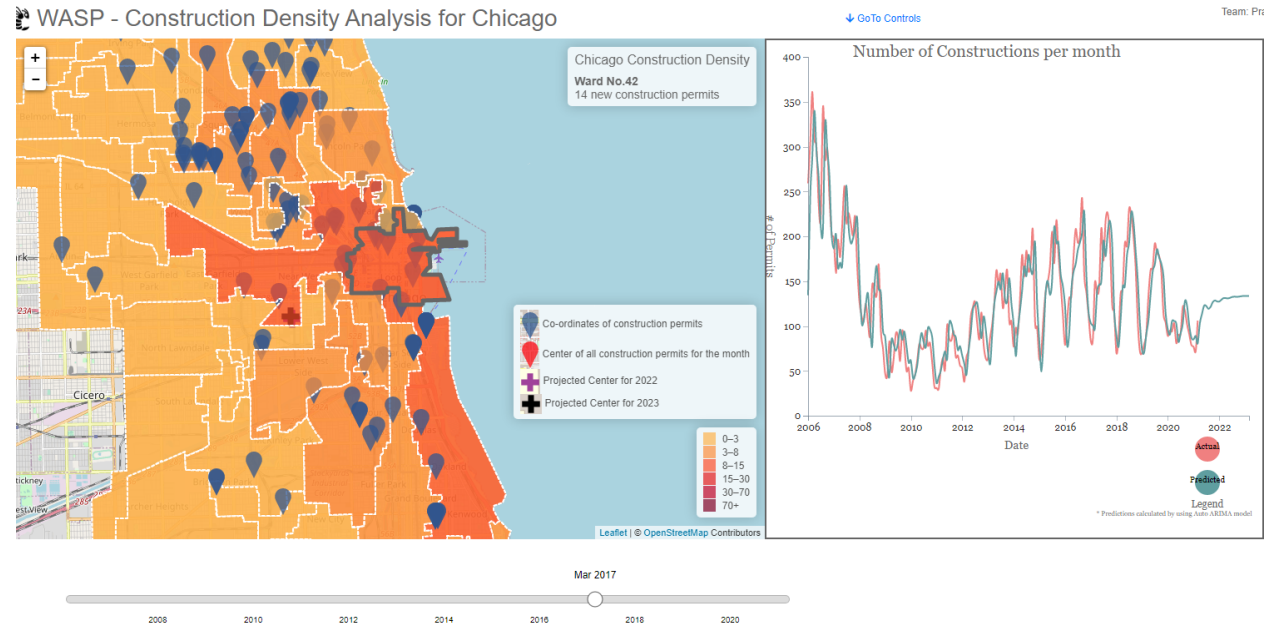 WASP - Construction Density Analysis for Chicago
GoTo Controls
Team: Pra
+
−
Chicago Construction Density
Ward No.42
14 new construction permits
Cicero
Co-ordinates of construction permits
Center of all construction permits for the month
Projected Center for 2022
Projected Center for 2023
0–3
3–8
8–15
15–30
30–70
70+
Leaflet | © OpenStreetMap Contributors
Number of Constructions per month
# of Permits
400
350
300
250
200
150
100
50
0
2006 2008 2010 2012 2014 2016 2018 2020 2022
Date
Actual
Predicted
Legend
* Predictions calculated by using Auto ARIMA model
Mar 2017
2008 2010 2012 2014 2016 2018 2020